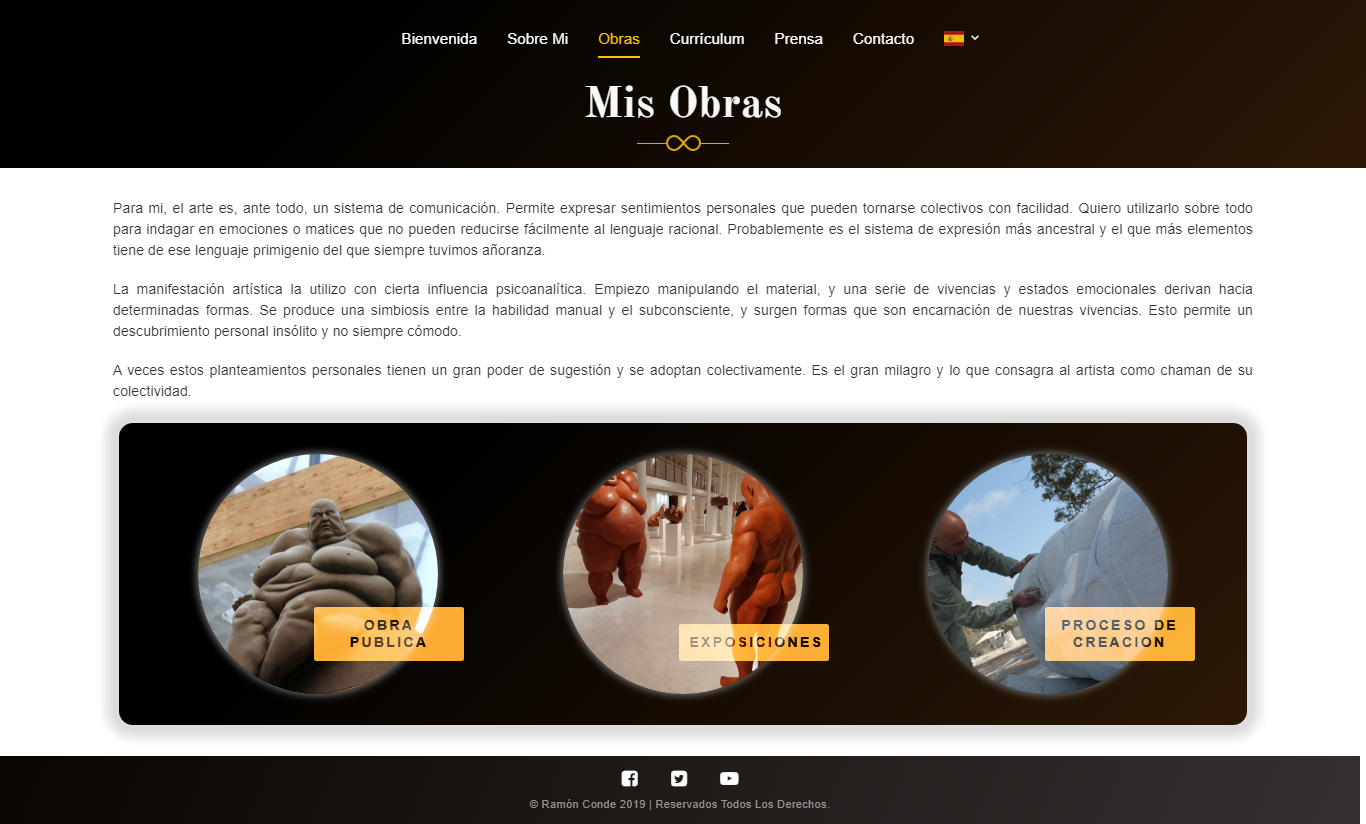 Bienvenida Sobre Mi Obras Currículum Prensa Contacto
Mis Obras
Para mi, el arte es, ante todo, un sistema de comunicación. Permite expresar sentimientos personales que pueden tornarse colectivos con facilidad. Quiero utilizarlo sobre todo
para indagar en emociones o matices que no pueden reducirse fácilmente al lenguaje racional. Probablemente es el sistema de expresión más ancestral y el que más elementos
tiene de ese lenguaje primigenio del que siempre tuvimos añoranza.
La manifestación artística la utilizo con cierta influencia psicoanalítica. Empiezo manipulando el material, y una serie de vivencias y estados emocionales derivan hacia
determinadas formas. Se produce una simbiosis entre la habilidad manual y el subconsciente, y surgen formas que son encarnación de nuestras vivencias. Esto permite un
descubrimiento personal insólito y no siempre cómodo.
A veces estos planteamientos personales tienen un gran poder de sugestión y se adoptan colectivamente. Es el gran milagro y lo que consagra al artista como chaman de su
colectividad.
OBRA
PUBLICA
EXPOSICIONES
PROCESO DE
CREACION
© Ramón Conde 2019 | Reservados Todos Los Derechos.